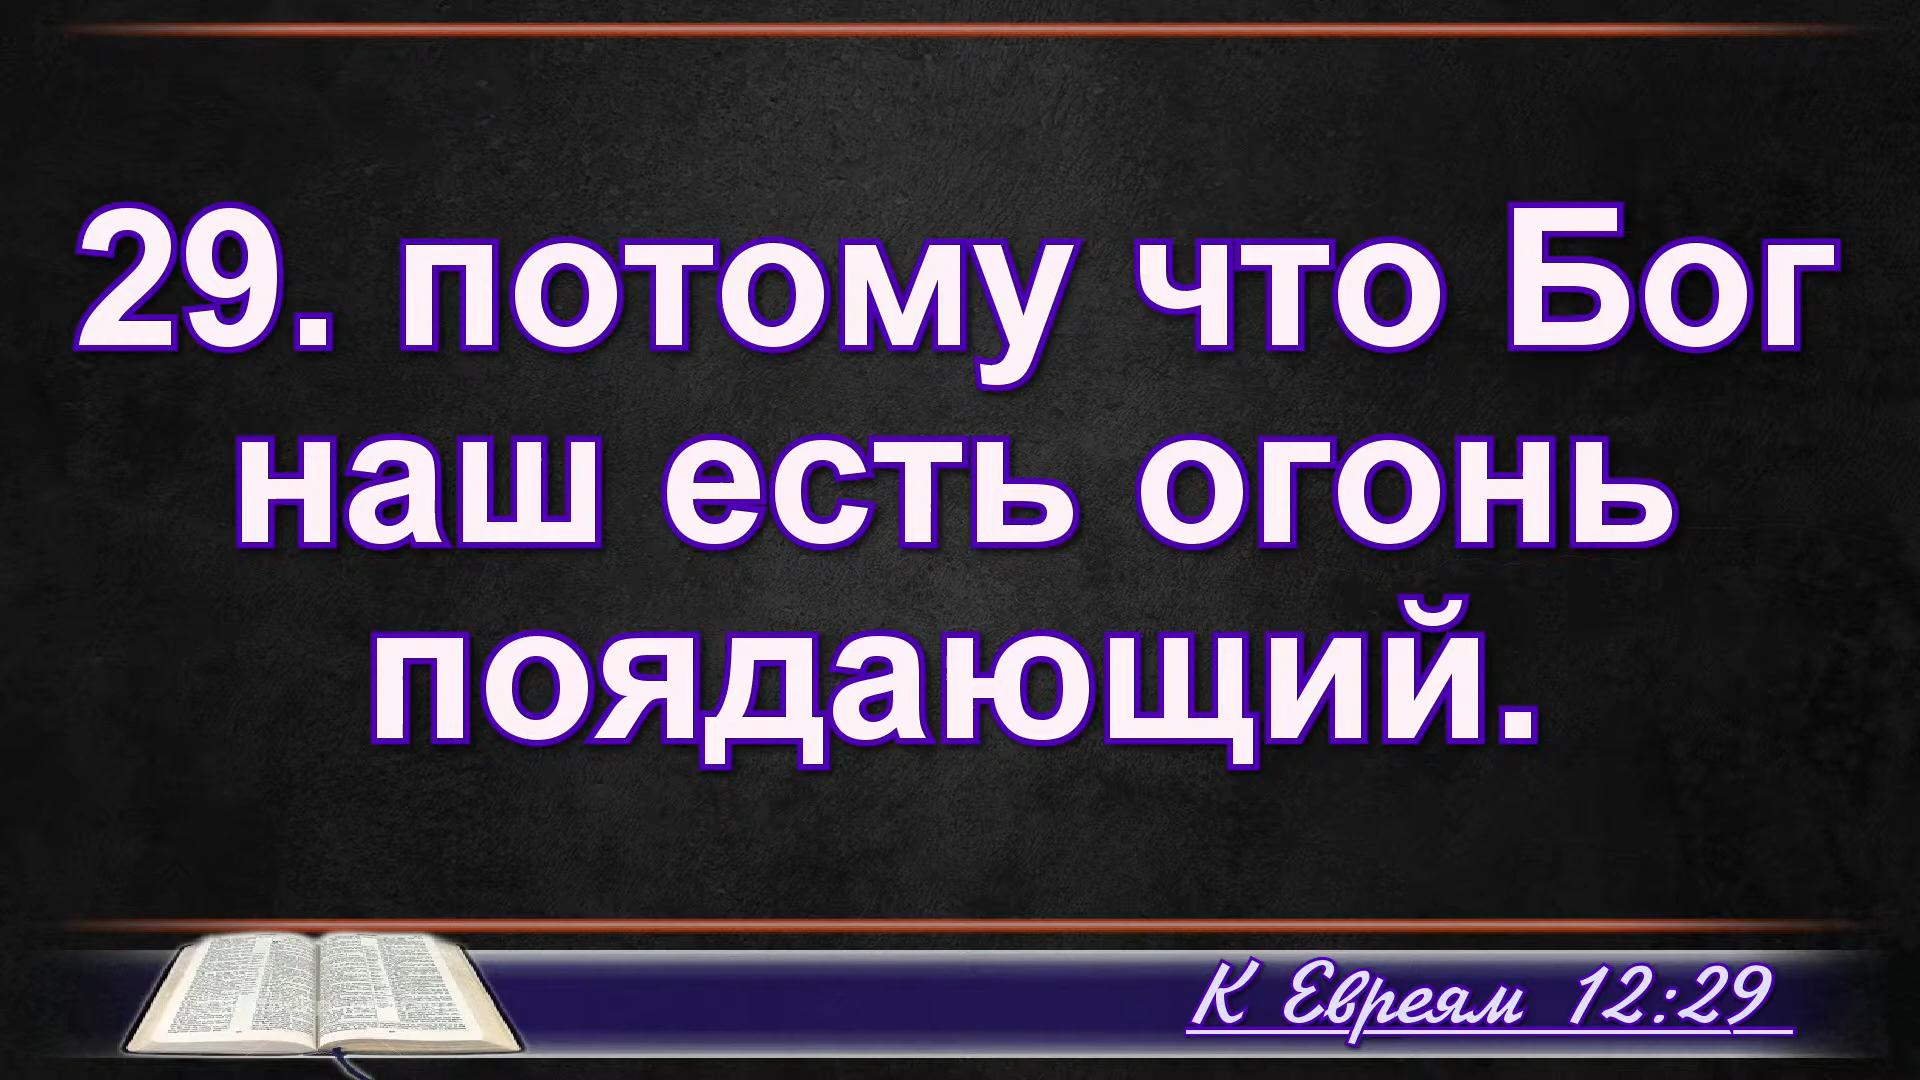 29. потому что Бог
наш есть огонь
поядающий.
К Евреям 12:29